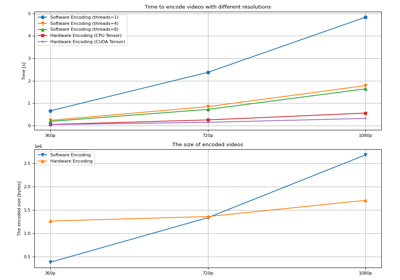 Time to encode videos with different resolutions
Software Encoding (threads=1)
Software Encoding (threads=4)
Software Encoding (threads=8)
Hardware Encoding (CPU Tensor)
Hardware Encoding (CUDA Tensor)
Time [s]
5
4
3
2
1
0
360p 720p 1080p
The size of encoded videos
1e6
Software Encoding
Hardware Encoding
The encoded size [bytes]
2.5
2.0
1.5
1.0
0.5
360p 720p 1080p